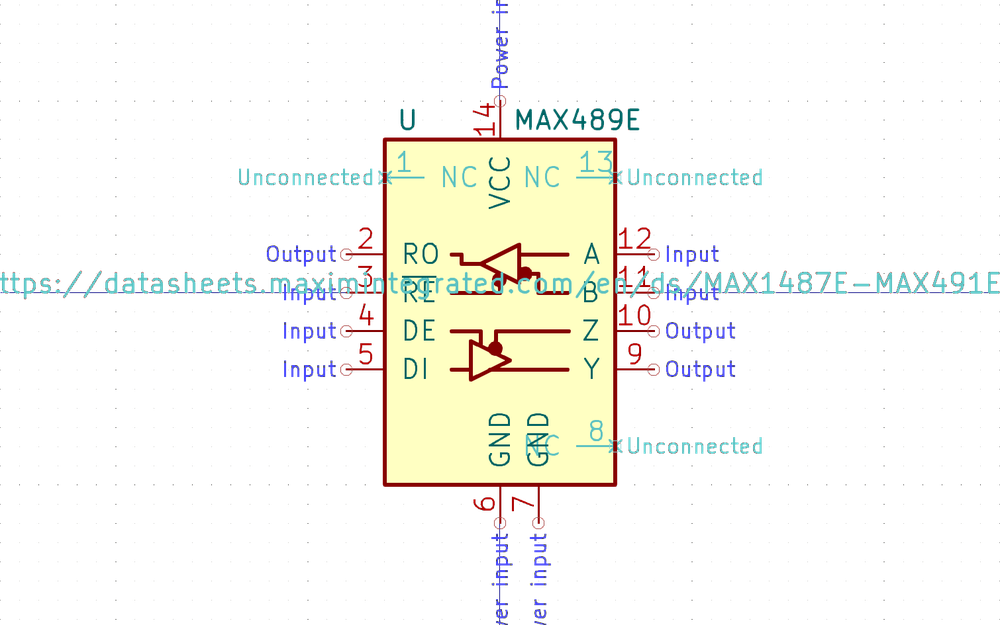 Power in
14
U MAX489E
Unconnected 1 NC VCC NC 13 Unconnected
Output 2 RO A 12 Input
ttps://datasheets.maximintegrated.com/en/ds/MAX1487E-MAX491E
Input 3 RE B 11 Input
Input 4 DE Z 10 Output
Input 5 DI Y 9 Output
GND GND NC 8 Unconnected
6 7
wer input wer input